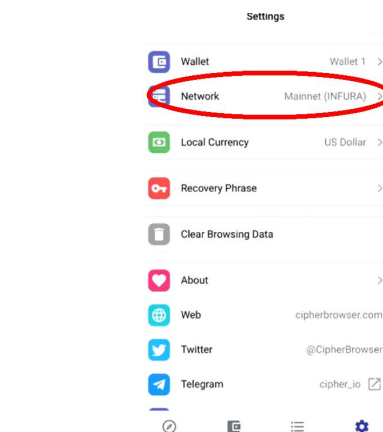 Settings
Wallet Wallet 1
Network Mainnet (INFURA)
Local Currency US Dollar
Recovery Phrase
Clear Browsing Data
About
Web cipherbrowser.com
Twitter @CipherBrowser
Telegram cipher_io